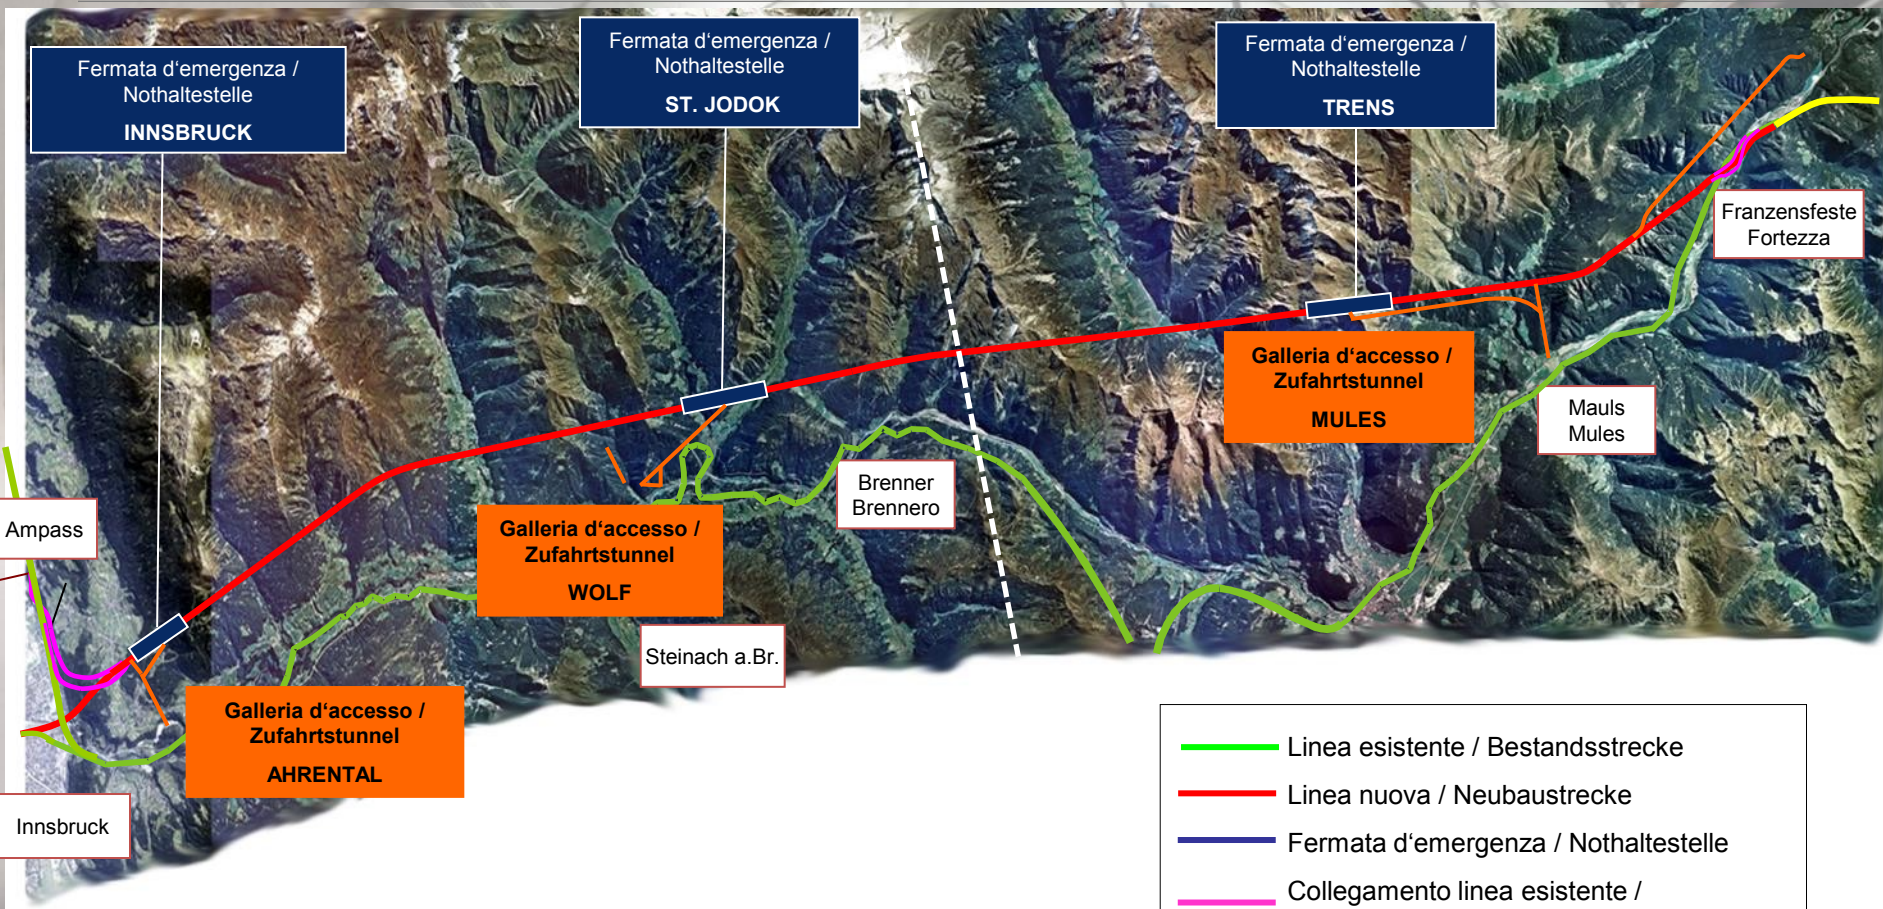 Fermata d'emergenza /
Nothaltestelle
INNSBRUCK
Fermata d'emergenza /
Nothaltestelle
ST. JODOK
Fermata d'emergenza /
Nothaltestelle
TRENS
Franzensfeste
Fortezza
Galleria d‘accesso /
Zufahrtstunnel
MULES
Mauls
Mules
Brenner
Brennero
Ampass
Galleria d‘accesso /
Zufahrtstunnel
WOLF
Steinach a.Br.
Galleria d‘accesso /
Zufahrtstunnel
AHRENTAL
Innsbruck
Linea esistente / Bestandsstrecke
Linea nuova / Neubaustrecke
Fermata d‘emergenza / Nothaltestelle
Collegamento linea esistente /